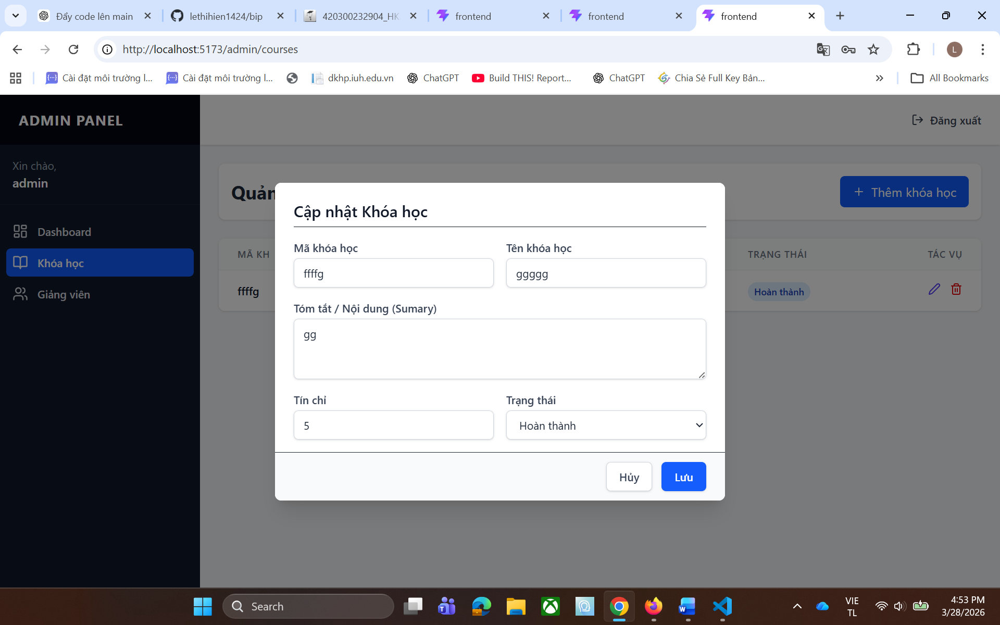 Đẩy code lên main
lethihien1424/bip
420300232904_HK
frontend
frontend
frontend
http://localhost:5173/admin/courses
L
Cài đặt môi trường l...
Cài đặt môi trường l...
dkhp.iuh.edu.vn
ChatGPT
Build THIS! Report...
ChatGPT
Chia Sẻ Full Key Bản...
All Bookmarks
ADMIN PANEL
Đăng xuất
Xin chào,
admin
Quản
Thêm khóa học
Cập nhật Khóa học
Dashboard
Khóa học
Giảng viên
MÃ KH
TRẠNG THÁI
TÁC VỤ
ffffg
Hoàn thành
Mã khóa học
Tên khóa học
ffffg
ggggg
Tóm tắt / Nội dung (Sumary)
gg
Tín chỉ
Trạng thái
5
Hoàn thành
Hủy
Lưu
Search
VIE
TL
4:53 PM
3/28/2026